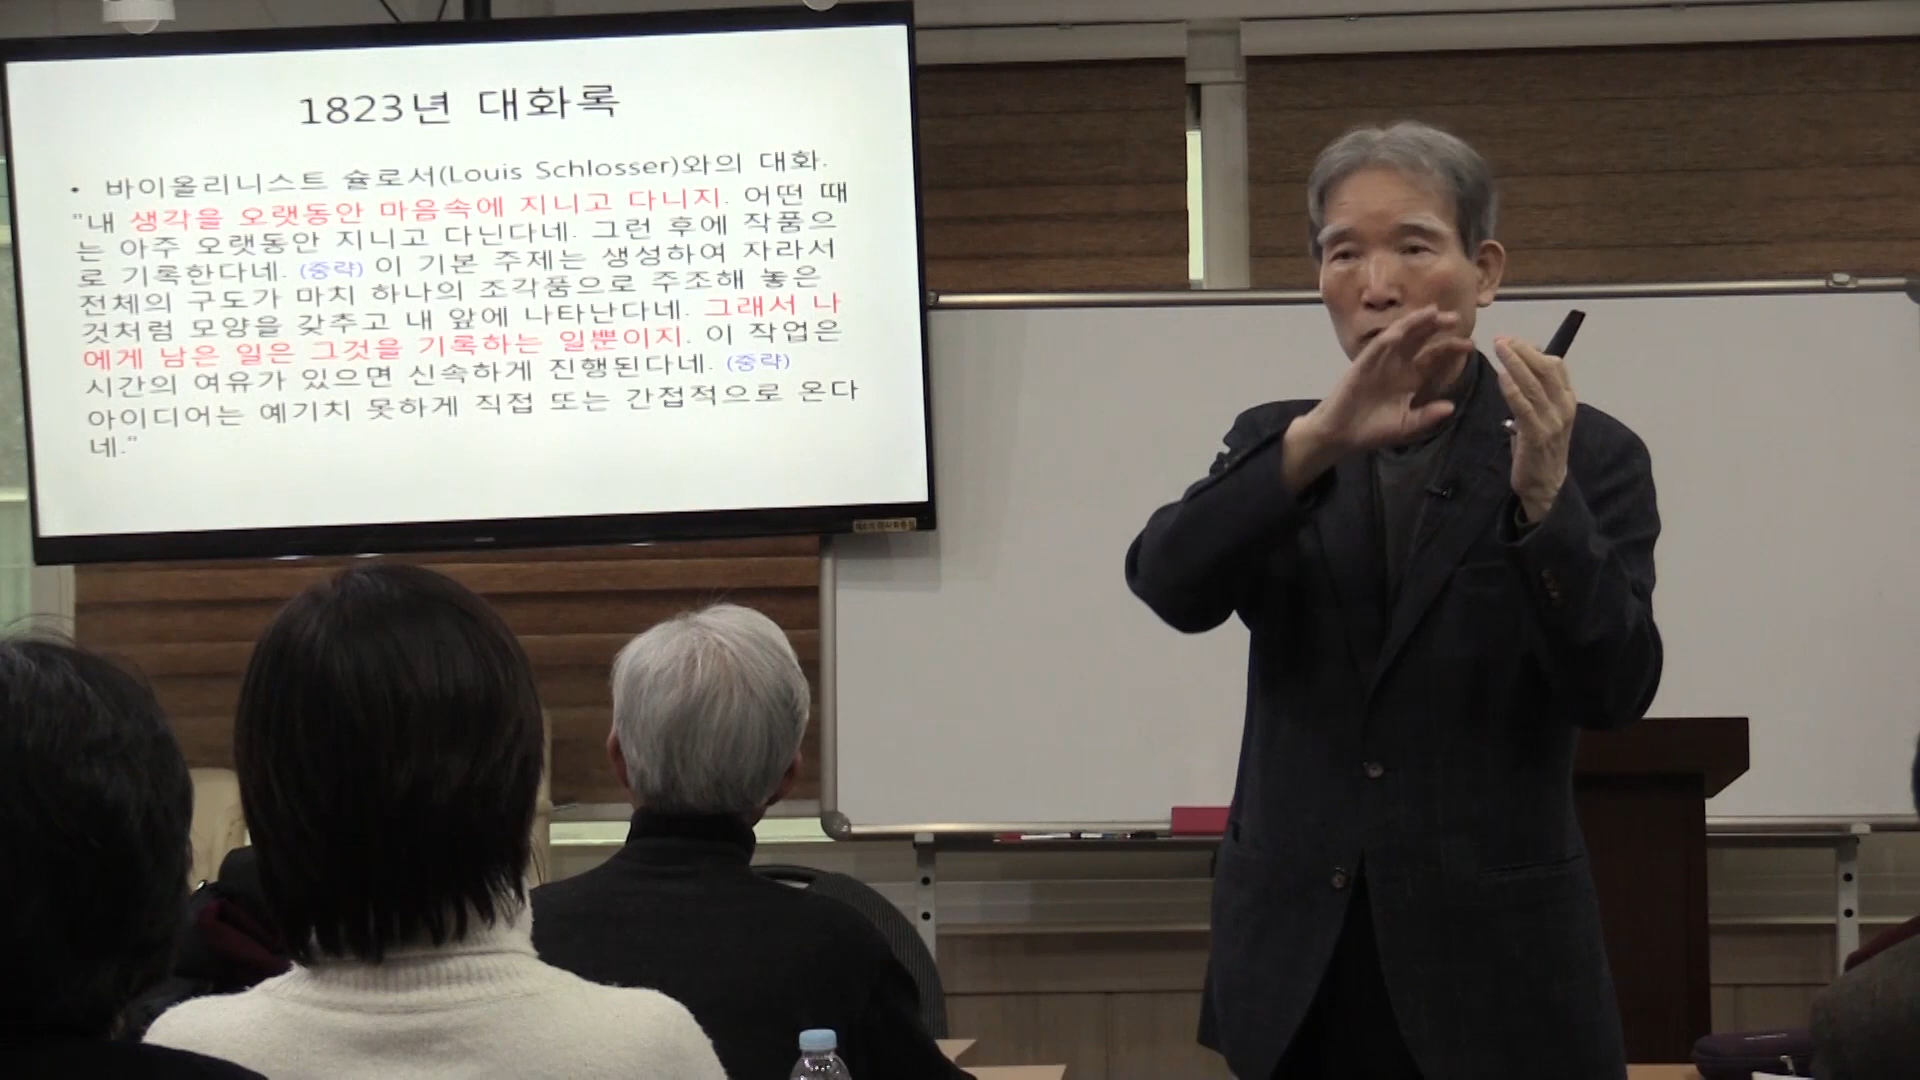 1823년 대화록
• 바이올리니스트 슐로서(Louis Schlosser)와의 대화.
"내 생각을 오랫동안 마음속에 지니고 다니지. 어떤 때
는 아주 오랫동안 지니고 다닌다네. 그런 후에 작품으
로 기록한다네. (중략) 이 기본 주제는 생성하여 자라서
전체의 구도가 마치 하나의 조각품으로 주조해 놓은
것처럼 모양을 갖추고 내 앞에 나타난다네. 그래서 나
에게 남은 일은 그것을 기록하는 일뿐이지. 이 작업은
시간의 여유가 있으면 신속하게 진행된다네. (중략)
아이디어는 예기치 못하게 직접 또는 간접적으로 온다
네."